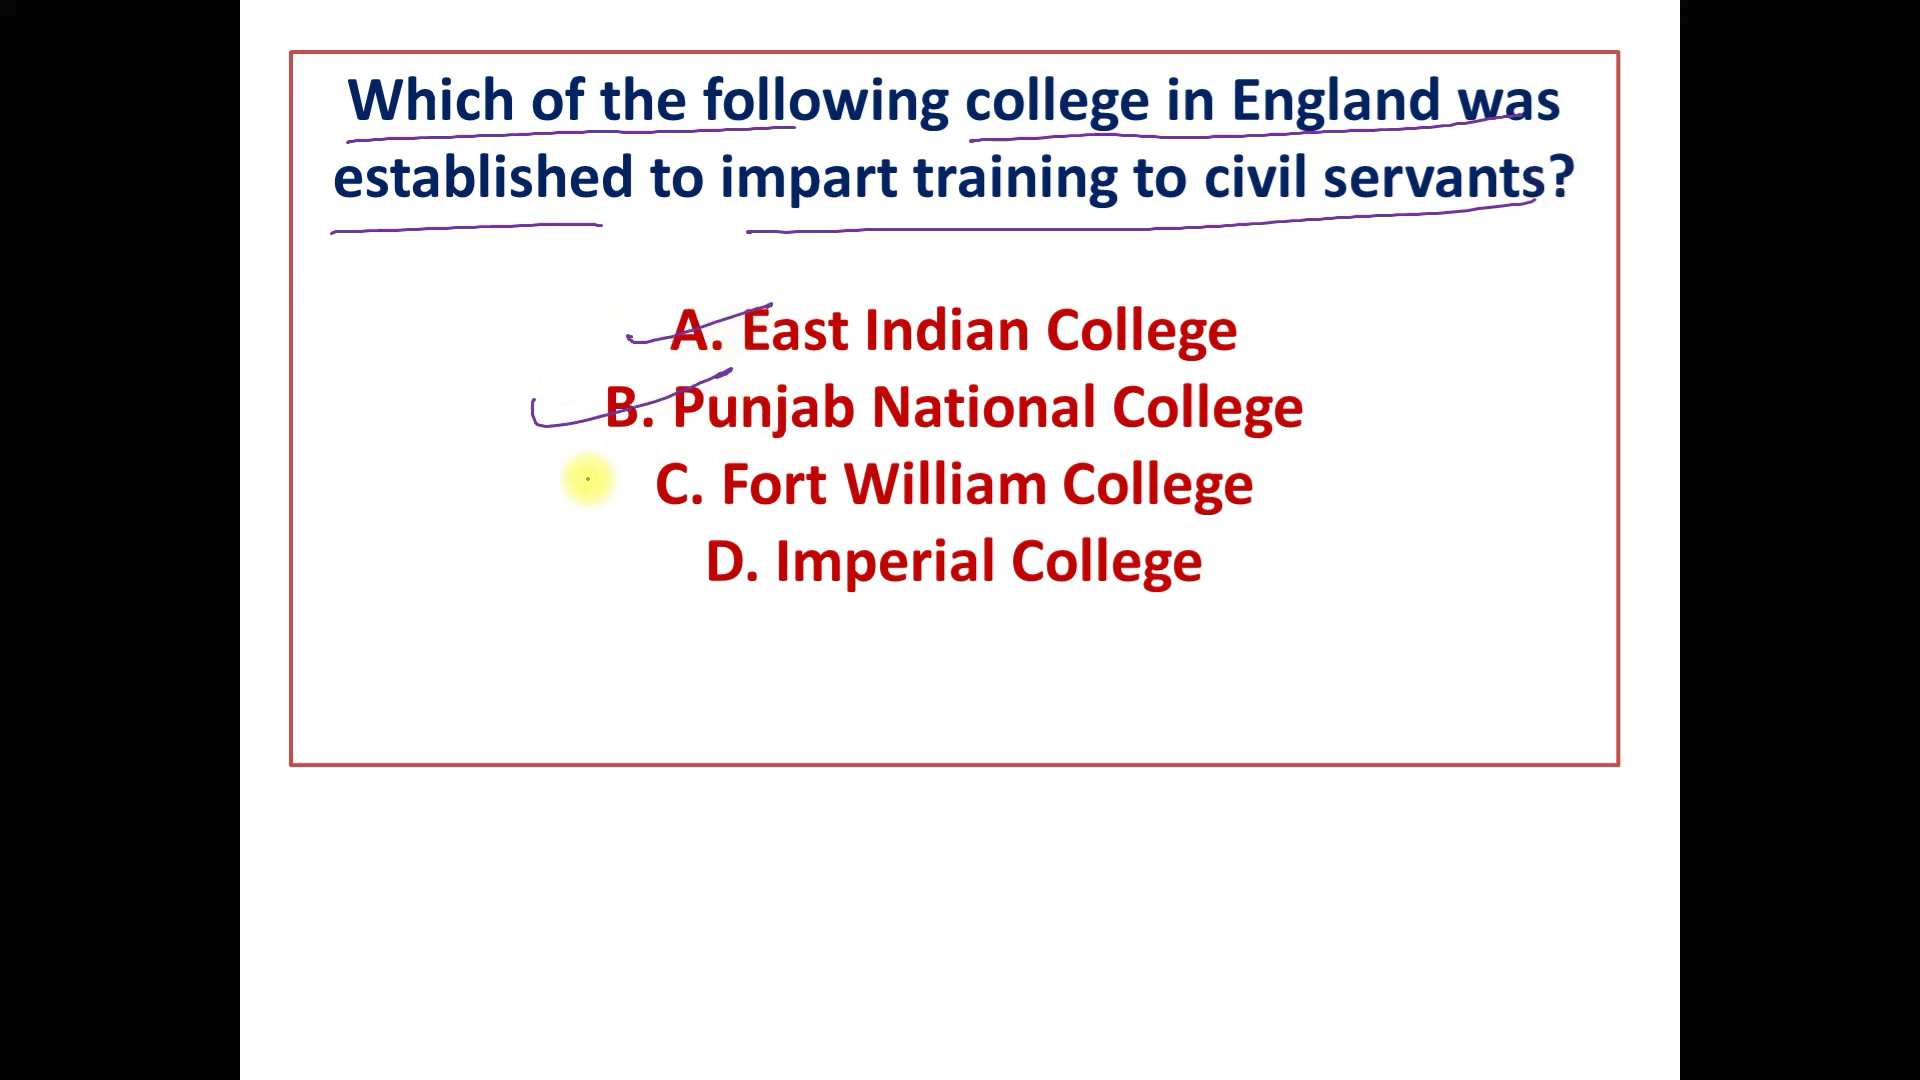 Which of the following college in England was
established to impart training to civil servants?
A. East Indian College
B. Punjab National College
C. Fort William College
D. Imperial College